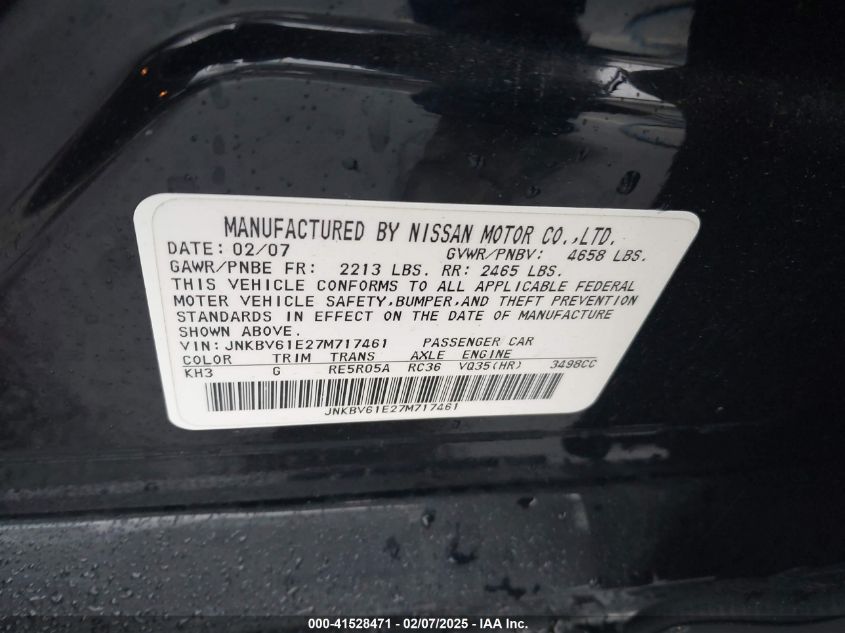 MANUFACTURED BY NISSAN MOTOR CO.,LTD.
DATE: 02/07 GVWR/PNBV: 4658 LBS.
GAWR/PNBE FR: 2213 LBS. RR: 2465 LBS.
THIS VEHICLE CONFORMS TO ALL APPLICABLE FEDERAL
MOTER VEHICLE SAFETY,BUMPER,AND THEFT PREVENTION
STANDARDS IN EFFECT ON THE DATE OF MANUFACTURE
SHOWN ABOVE.
VIN: JNKBV61E27M717461 PASSENGER CAR
COLOR TRIM TRANS AXLE ENGINE
KH3 G RE5R05A RC36 VQ35(HR) 3498CC
JNKBV61E27M717461
000-41528471 - 02/07/2025 - IAA Inc.